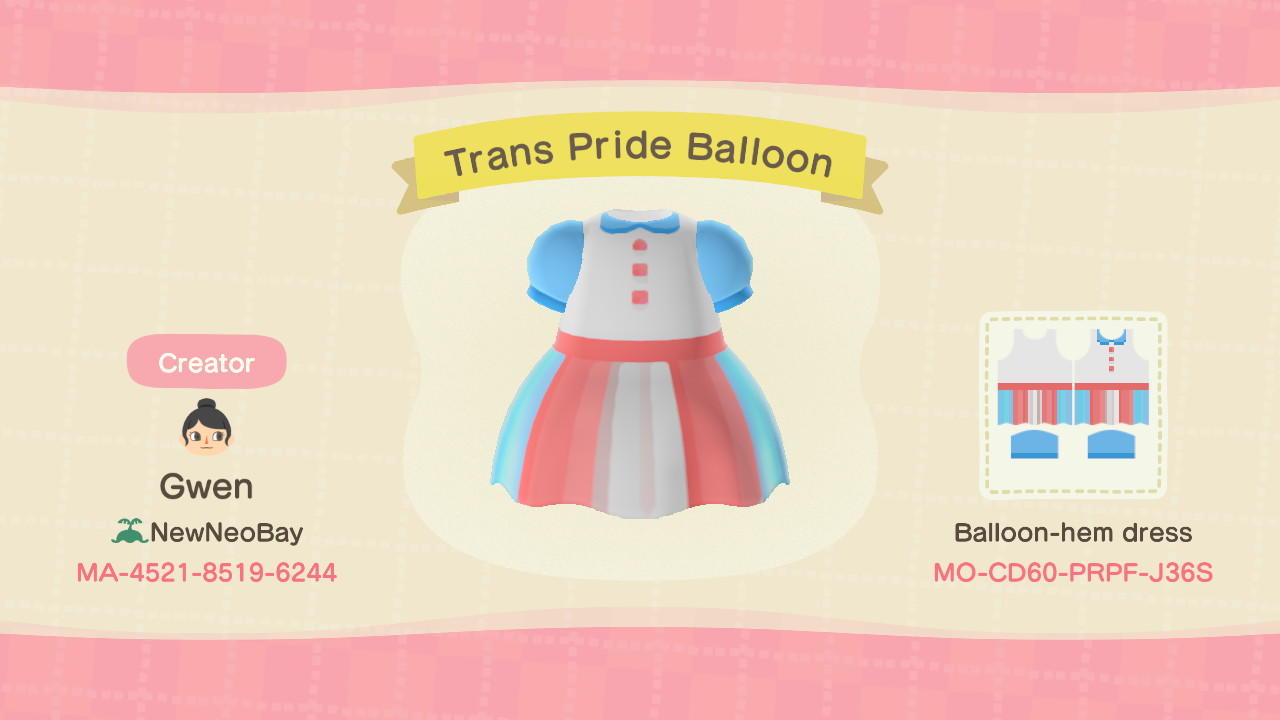 Trans Pride Balloon
Creator
Gwen
NewNeoBay
MA-4521-8519-6244
Balloon-hem dress
MO-CD60-PRPF-J36S